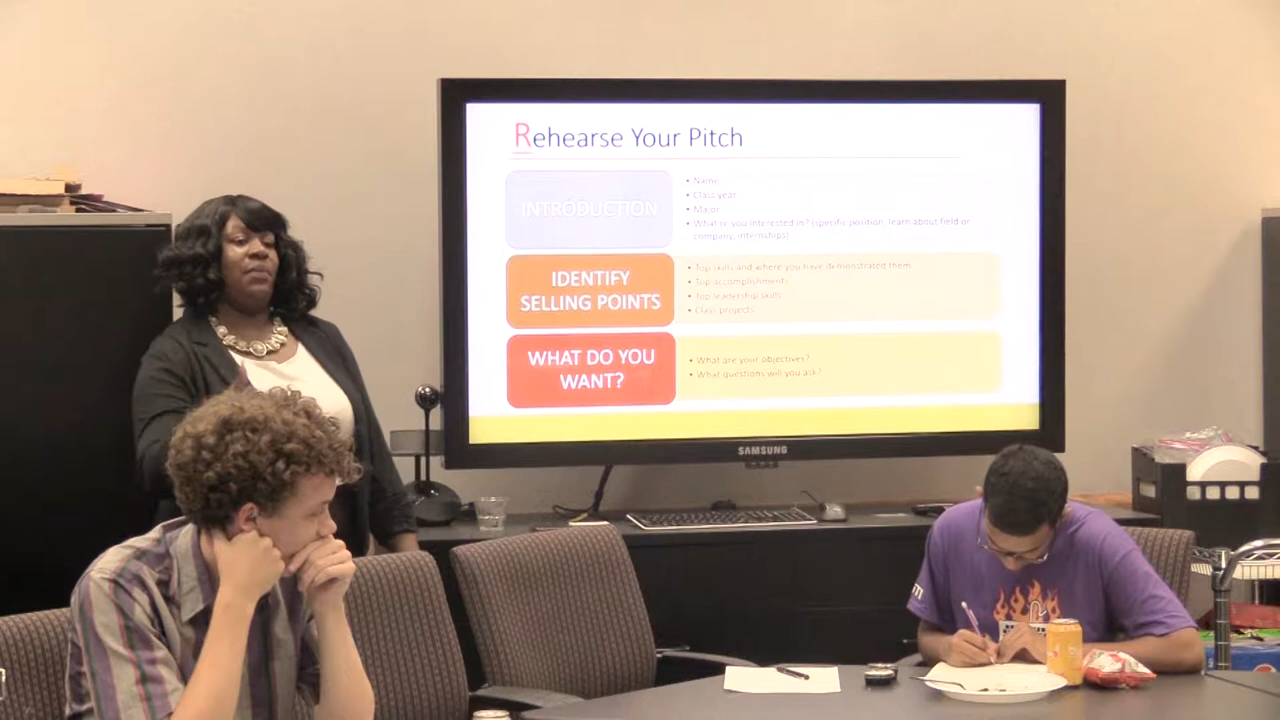 Rehearse Your Pitch
INTRODUCTION
• Name
• Class year
• Major
• What're you interested in? (specific position, learn about field or
company, internships)
IDENTIFY
SELLING POINTS
• Top skills and where you have demonstrated them
• Top accomplishments
• Top leadership skills
• Class projects
WHAT DO YOU
WANT?
• What are your objectives?
• What questions will you ask?
SAMSUNG